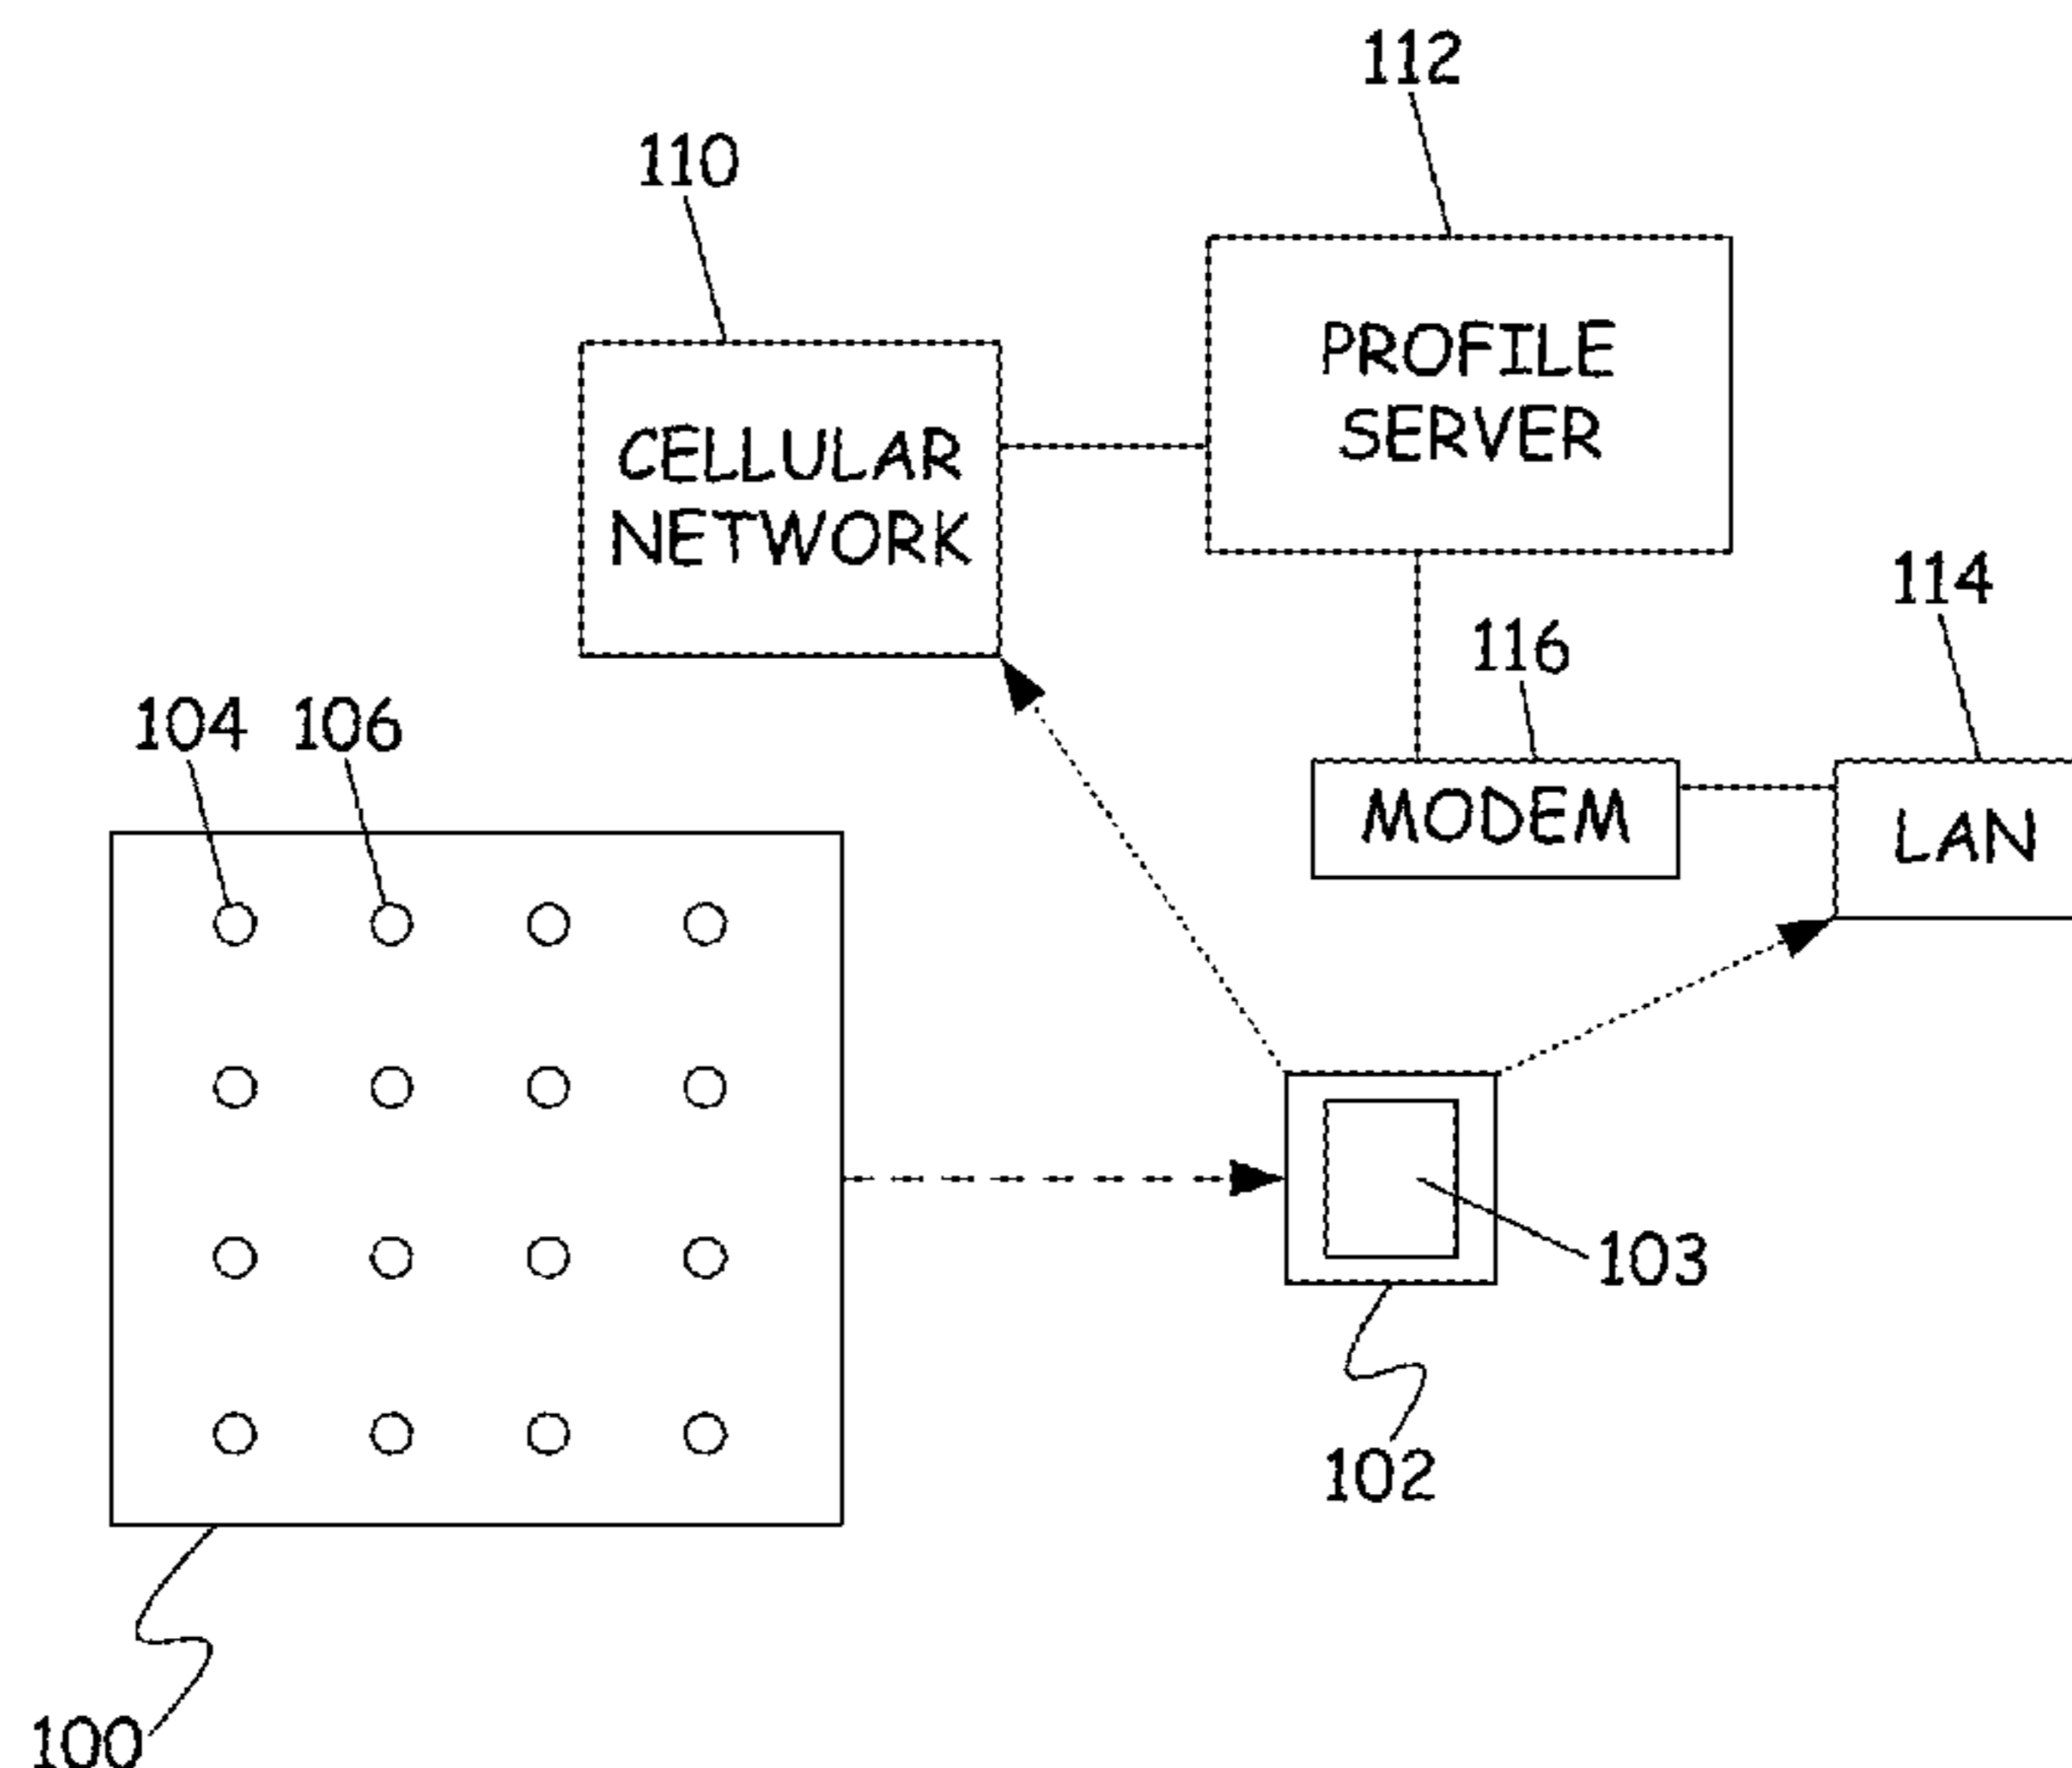 112
110
PROFILE
SERVER
CELLULAR
NETWORK
114
116
104 106
MODEM
LAN
103
102
100